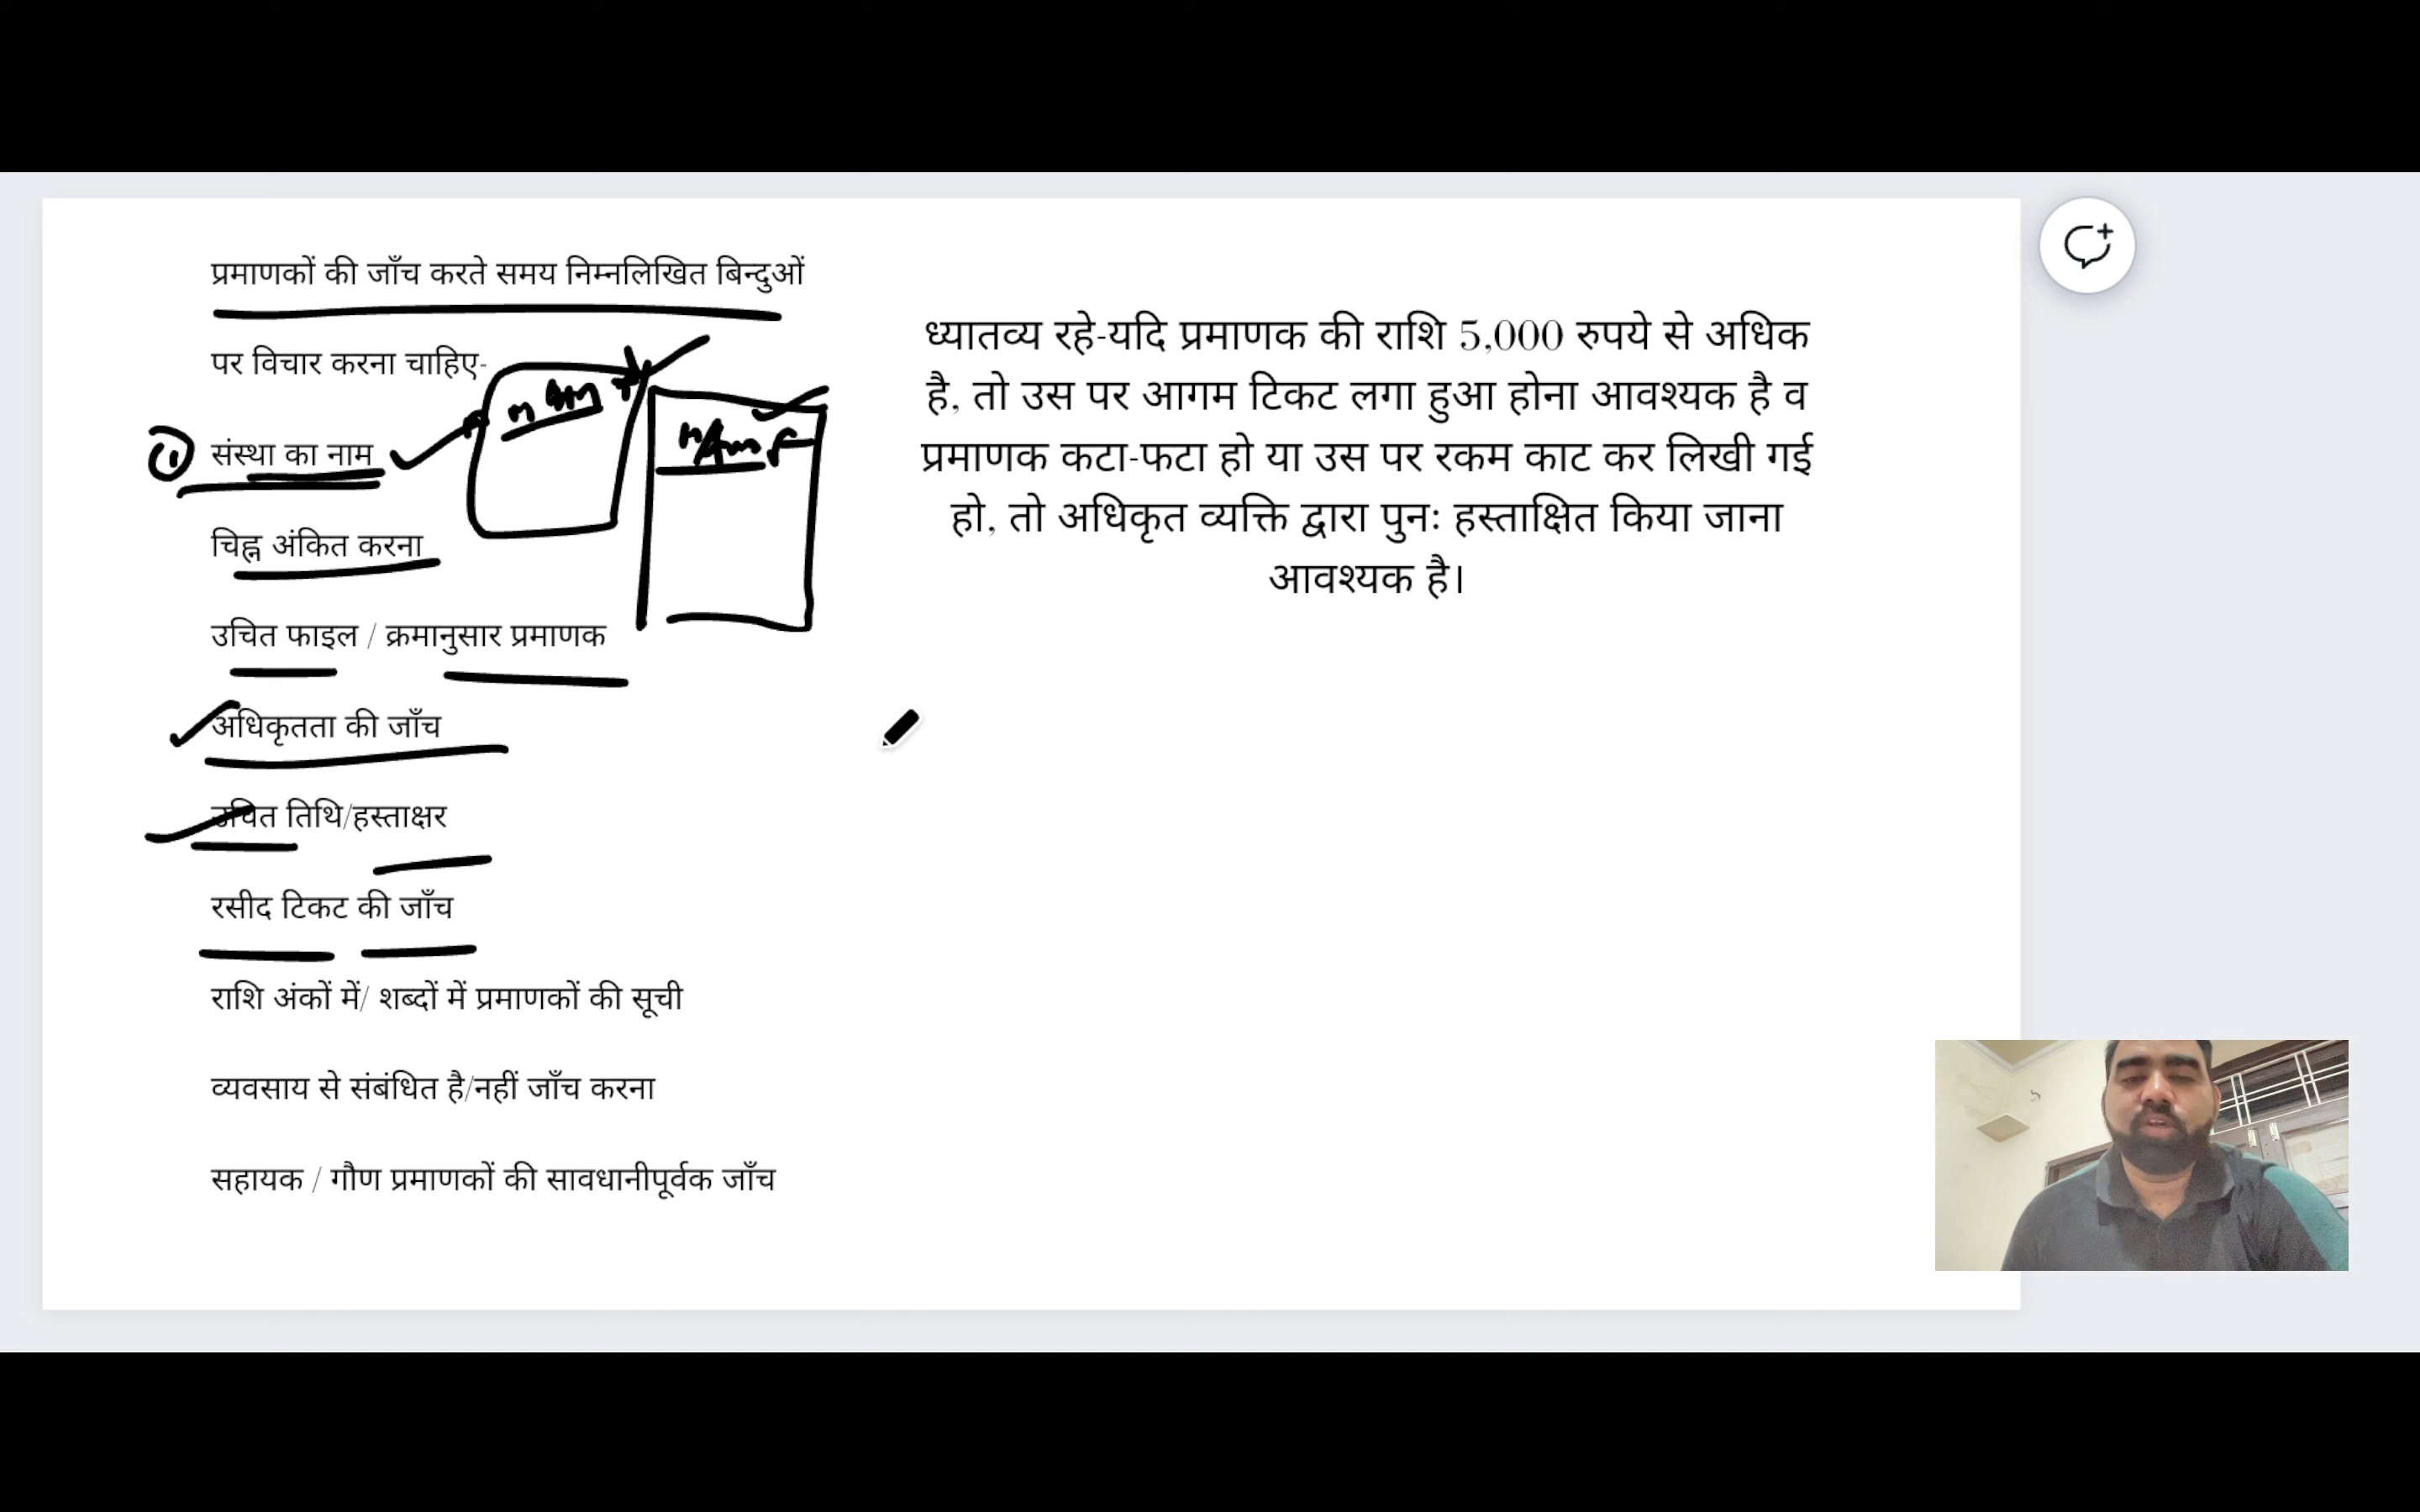 प्रमाणकों की जाँच करते समय निम्नलिखित बिन्दुओं
पर विचार करना चाहिए-
① संस्था का नाम
चिह्न अंकित करना
उचित फाइल / क्रमानुसार प्रमाणक
अधिकृतता की जाँच
उचित तिथि/हस्ताक्षर
रसीद टिकट की जाँच
राशि अंकों में/ शब्दों में प्रमाणकों की सूची
व्यवसाय से संबंधित है/नहीं जाँच करना
सहायक / गौण प्रमाणकों की सावधानीपूर्वक जाँच
ध्यातव्य रहे-यदि प्रमाणक की राशि 5,000 रुपये से अधिक
है, तो उस पर आगम टिकट लगा हुआ होना आवश्यक है व
प्रमाणक कटा-फटा हो या उस पर रकम काट कर लिखी गई
हो, तो अधिकृत व्यक्ति द्वारा पुनः हस्ताक्षित किया जाना
आवश्यक है।